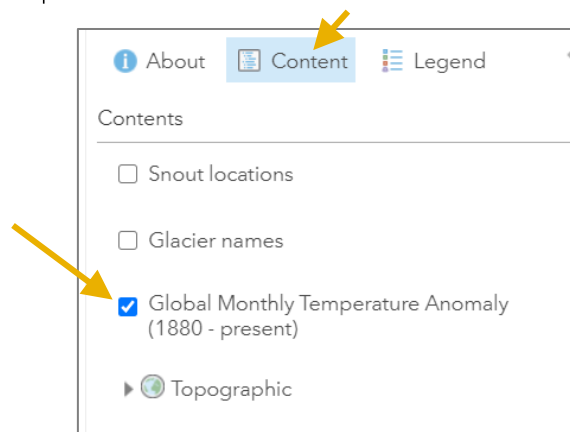 About Content Legend
Contents
Snout locations
Glacier names
Global Monthly Temperature Anomaly
(1880 - present)
Topographic